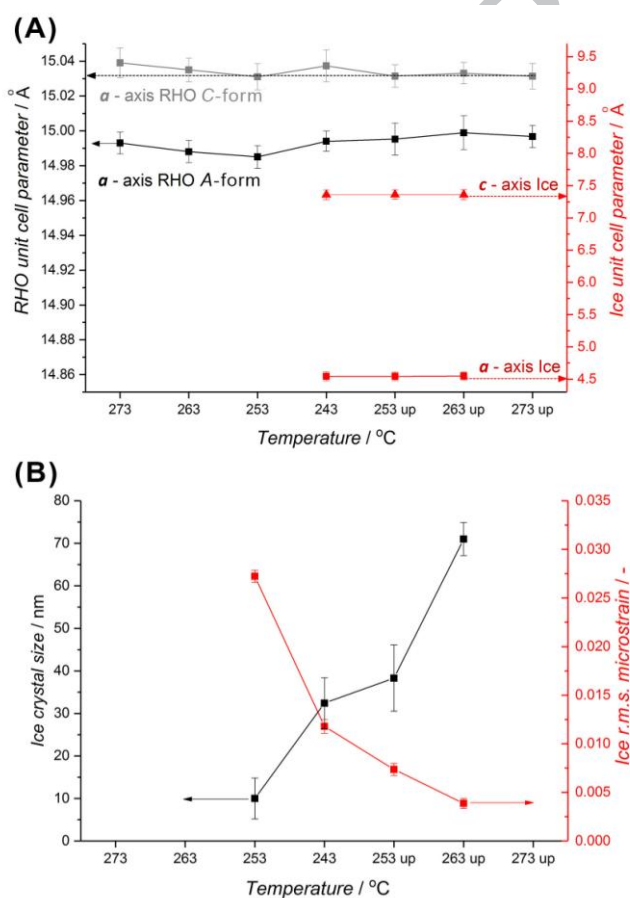 (A)
15.04
15.02
15.00
14.98
14.96
14.94
14.92
14.90
14.88
14.86
RHO unit cell parameter / Å
a - axis RHO C-form
a - axis RHO A-form
c - axis Ice
a - axis Ice
9.5
9.0
8.5
8.0
7.5
7.0
6.5
6.0
5.5
5.0
4.5
Ice unit cell parameter / Å
273 263 253 243 253 up 263 up 273 up
Temperature / °C
(B)
80
70
60
50
40
30
20
10
0
Ice crystal size / nm
0.035
0.030
0.025
0.020
0.015
0.010
0.005
0.000
Ice r.m.s. microstrain / -
273 263 253 243 253 up 263 up 273 up
Temperature / °C